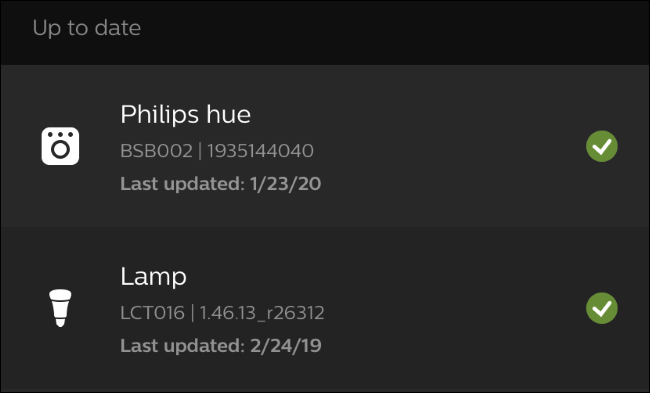 Up to date
Philips hue
BSB002 | 1935144040
Last updated: 1/23/20
Lamp
LCT016 | 1.46.13_r26312
Last updated: 2/24/19